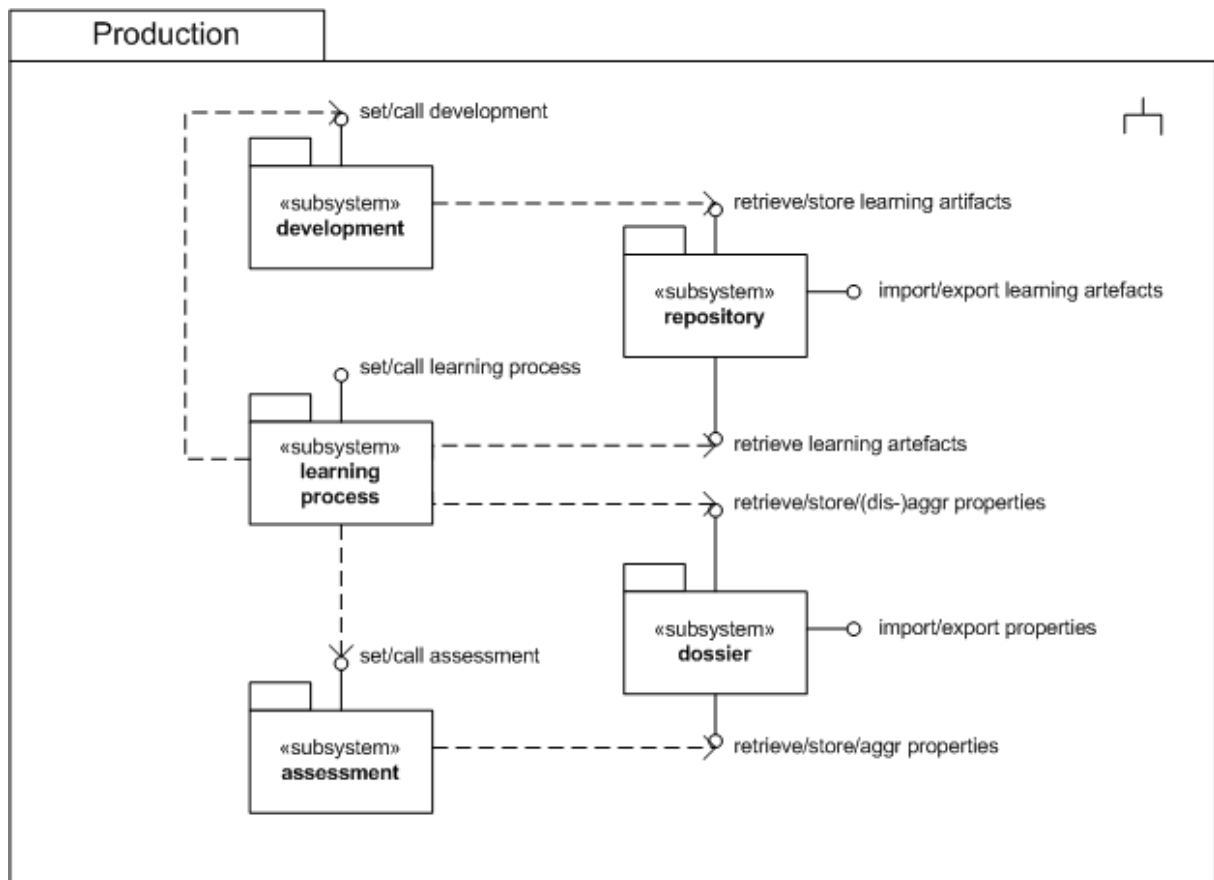 Production
set/call development
«subsystem»
development
retrieve/store learning artifacts
«subsystem»
repository
import/export learning artefacts
set/call learning process
«subsystem»
learning
process
retrieve learning artefacts
retrieve/store/(dis-)aggr properties
«subsystem»
dossier
import/export properties
set/call assessment
«subsystem»
assessment
retrieve/store/aggr properties